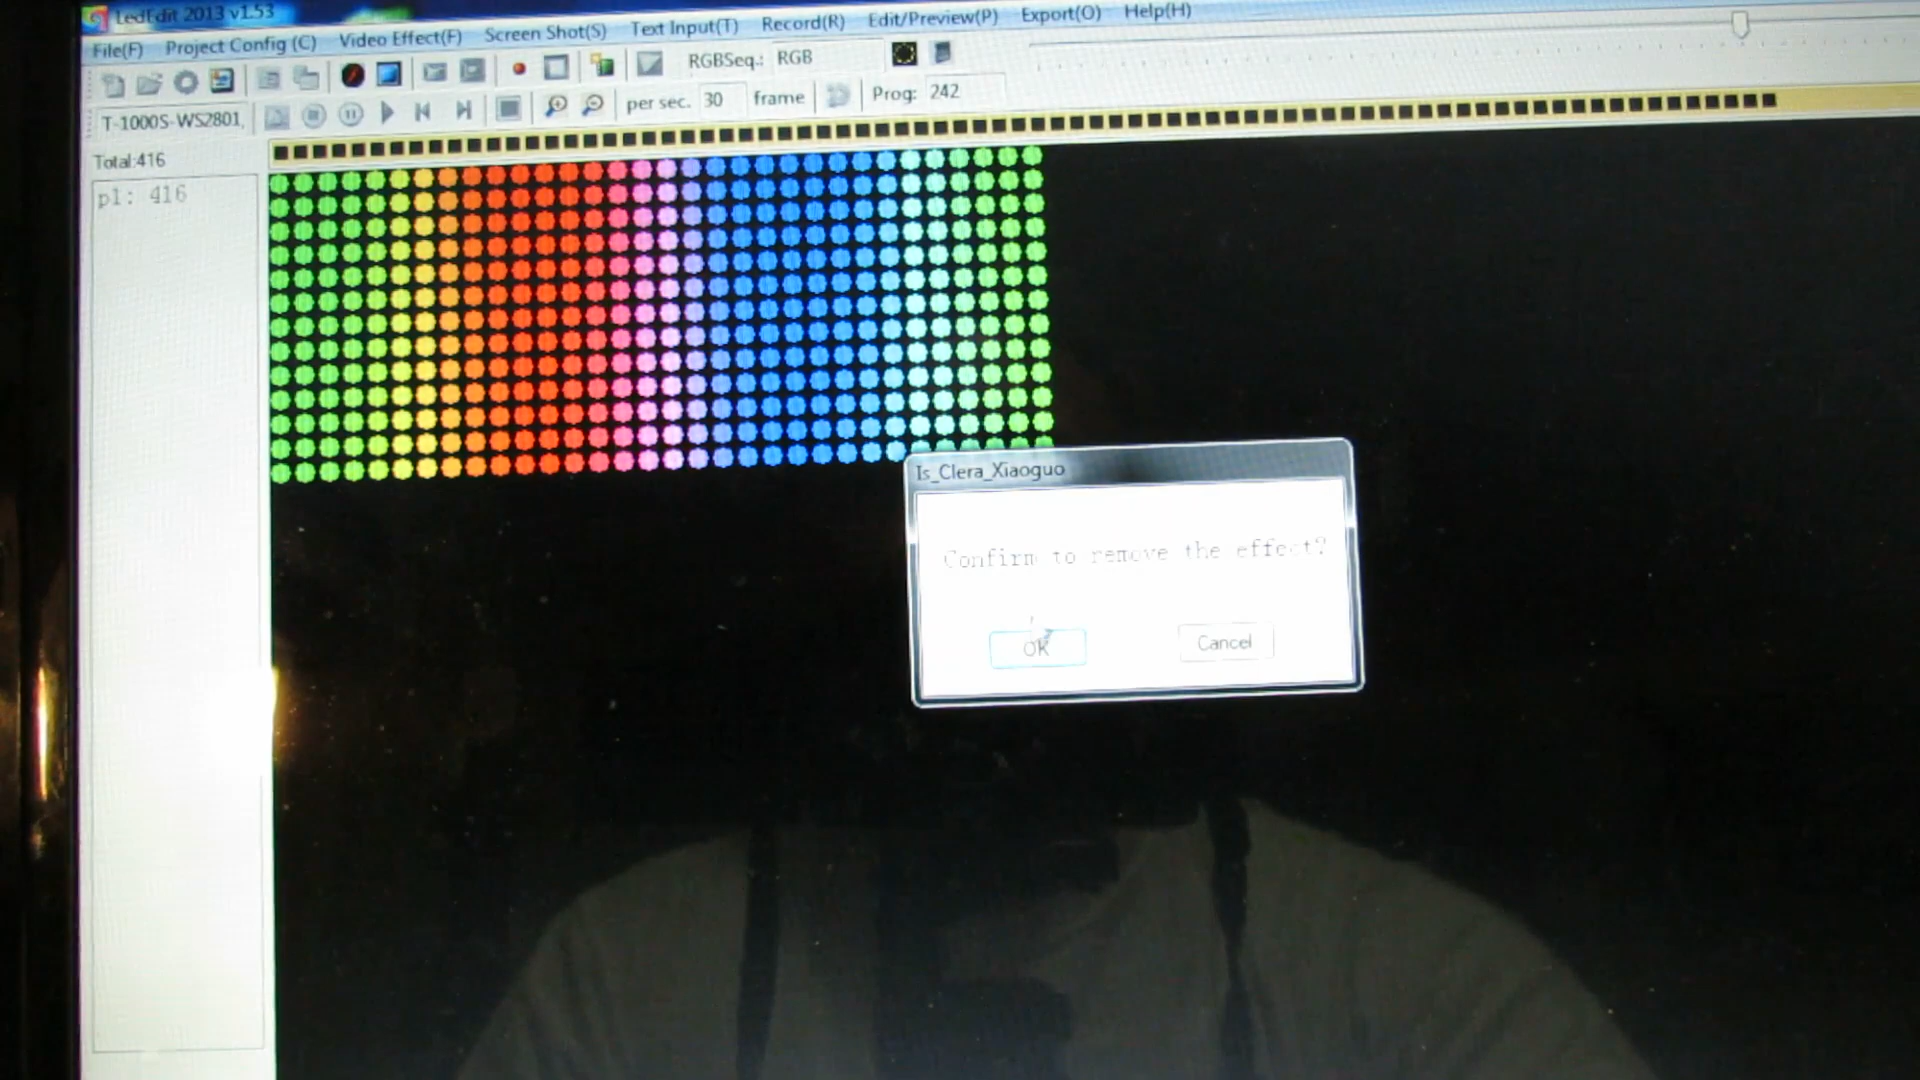 LedEdit 2013 v1.53
File(F) Project Config (C) Video Effect(F) Screen Shot(S) Text Input(T) Record(R) Edit/Preview(P) Export(O) Help(H)
RGBSeq.: RGB
T-1000S-WS2801, per sec. 30 frame Prog: 242
Total:416
p1: 416
Is_Clera_Xiaoguo
Confirm to remove the effect?
OK Cancel